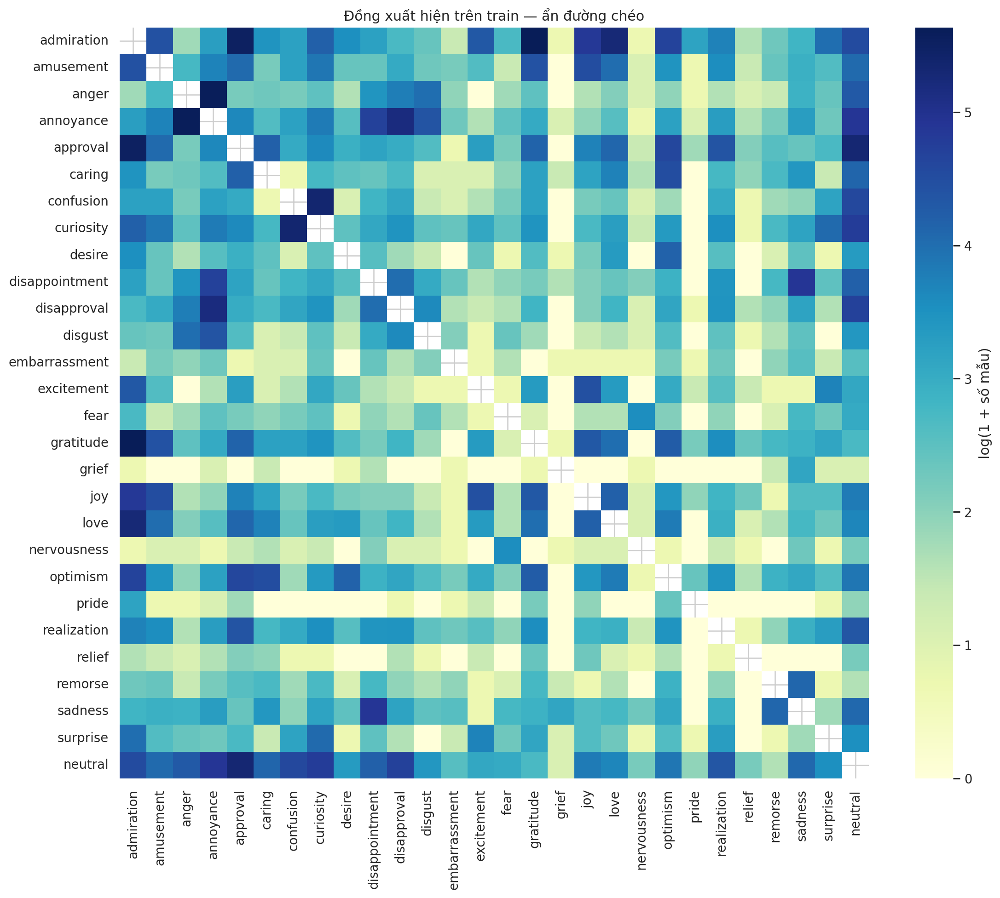 Đồng xuất hiện trên train — ẩn đường chéo
admiration
amusement
anger
annoyance
approval
caring
confusion
curiosity
desire
disappointment
disapproval
disgust
embarrassment
excitement
fear
gratitude
grief
joy
love
nervousness
optimism
pride
realization
relief
remorse
sadness
surprise
neutral
admiration
amusement
anger
annoyance
approval
caring
confusion
curiosity
desire
disappointment
disapproval
disgust
embarrassment
excitement
fear
gratitude
grief
joy
love
nervousness
optimism
pride
realization
relief
remorse
sadness
surprise
neutral
5
4
3
2
1
0
log(1 + số mẫu)